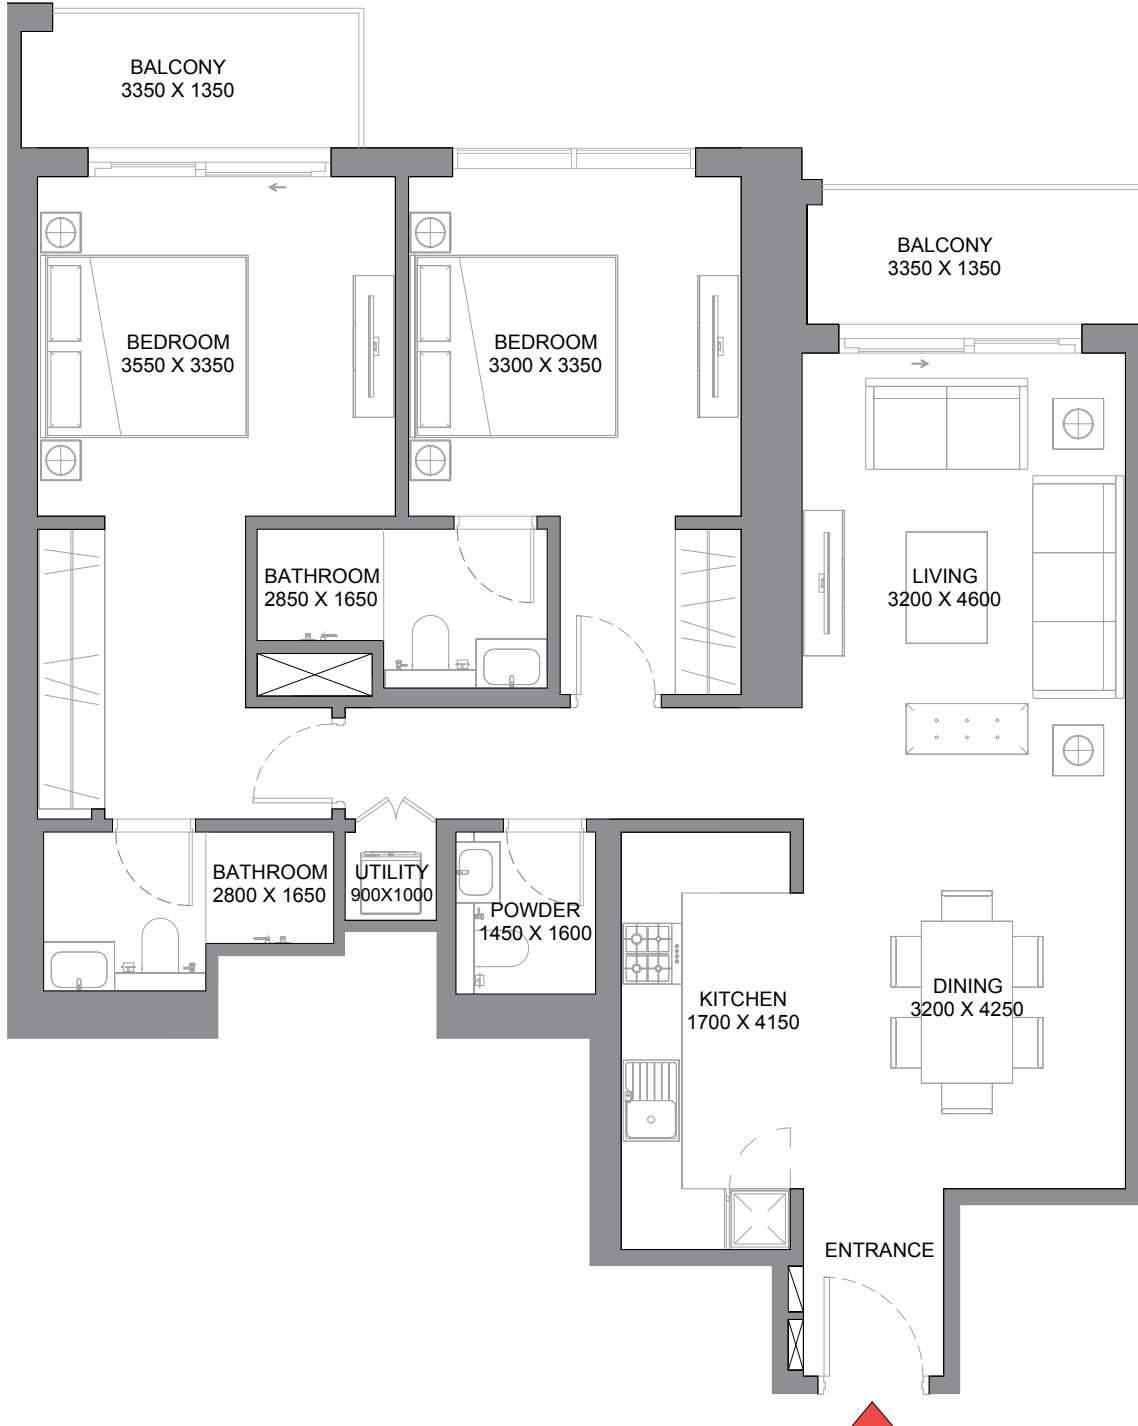 BALCONY
3350 X 1350
BALCONY
3350 X 1350
BEDROOM
3550 X 3350
BEDROOM
3300 X 3350
BATHROOM
2850 X 1650
LIVING
3200 X 4600
BATHROOM
2800 X 1650
UTILITY
900X1000
POWDER
1450 X 1600
KITCHEN
1700 X 4150
DINING
3200 X 4250
ENTRANCE